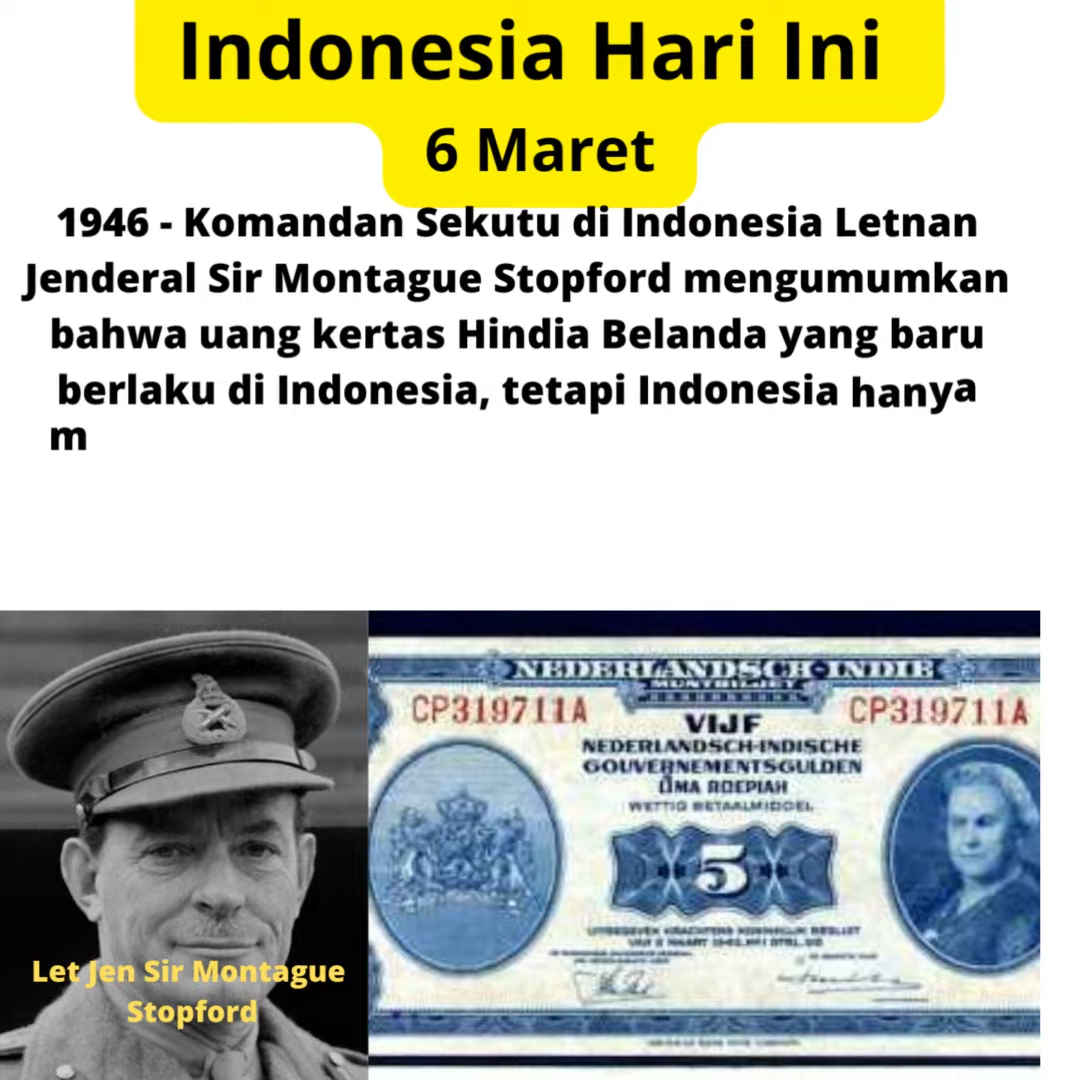 Indonesia Hari Ini
6 Maret
1946 - Komandan Sekutu di Indonesia Letnan
Jenderal Sir Montague Stopford mengumumkan
bahwa uang kertas Hindia Belanda yang baru
berlaku di Indonesia, tetapi Indonesia hanya
m
NEDERLANDSCH-INDIE
MUNTBILJET
CP319711A CP319711A
VIJF
NEDERLANDSCH-INDISCHE
GOUVERNEMENTSGULDEN
LIMA ROEPIAH
WETTIG BETAALMIDDEL
5
Let Jen Sir Montague
Stopford